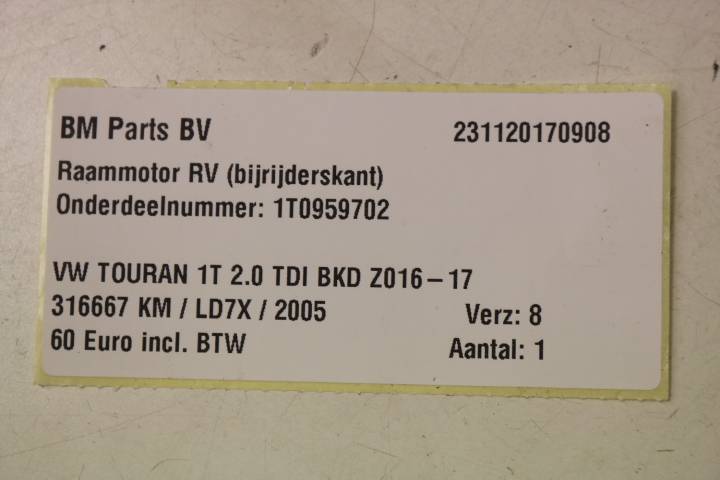 BM Parts BV 231120170908
Raammotor RV (bijrijderskant)
Onderdeelnummer: 1T0959702
VW TOURAN 1T 2.0 TDI BKD Z016-17
316667 KM / LD7X / 2005 Verz: 8
60 Euro incl. BTW Aantal: 1